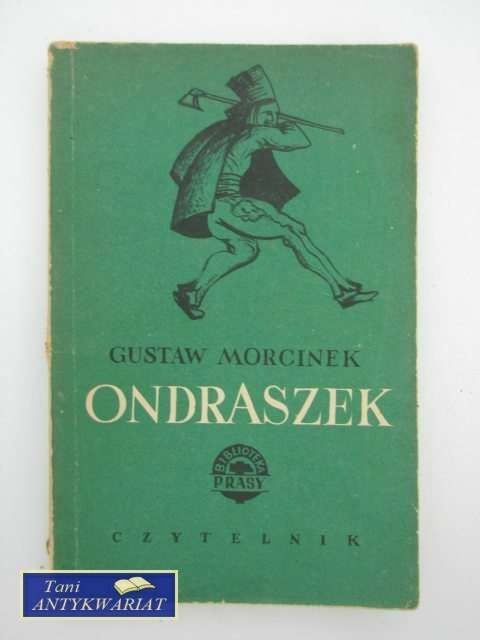 GUSTAW MORCINEK
ONDRASZEK
BIBLIOTEKA
PRASY
CZYTELNIK
Tani
ANTYKWARIAT